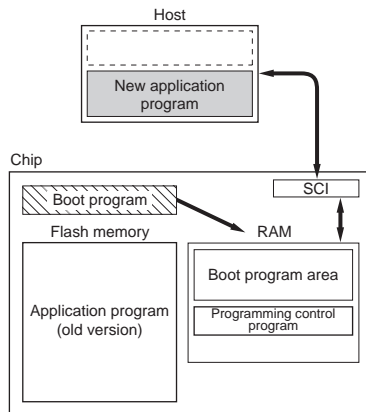 Host
New application
program
Chip
SCI
Boot program
Flash memory
RAM
Boot program area
Application program
(old version)
Programming control
program